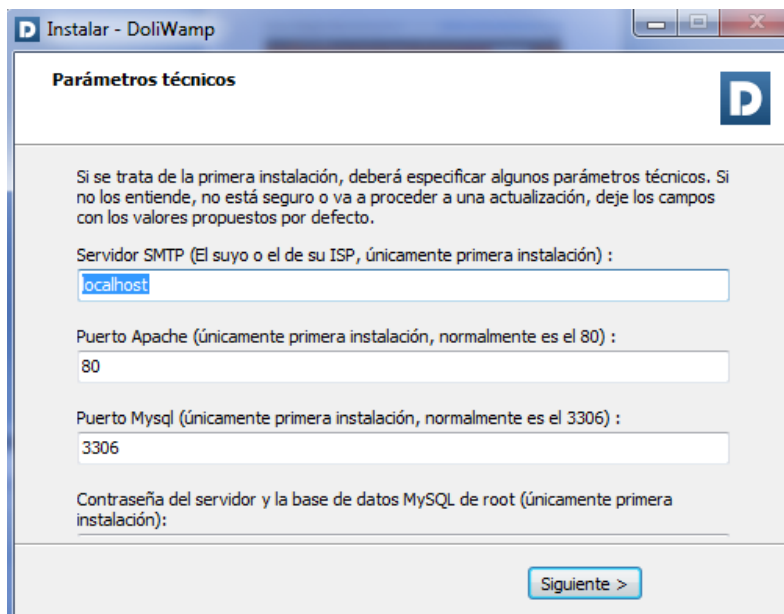 Instalar - DoliWamp
Parámetros técnicos
D
Si se trata de la primera instalación, deberá especificar algunos parámetros técnicos. Si
no los entiende, no está seguro o va a proceder a una actualización, deje los campos
con los valores propuestos por defecto.
Servidor SMTP (El suyo o el de su ISP, únicamente primera instalación) :
localhost
Puerto Apache (únicamente primera instalación, normalmente es el 80) :
80
Puerto Mysql (únicamente primera instalación, normalmente es el 3306) :
3306
Contraseña del servidor y la base de datos MySQL de root (únicamente primera
instalación):
Siguiente >